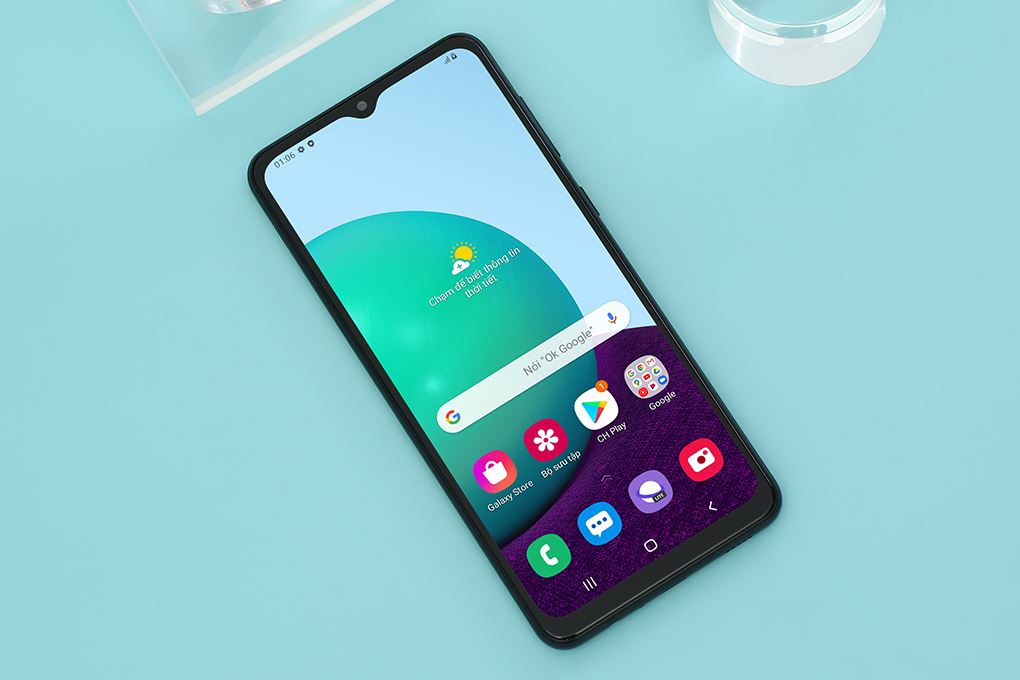 01:06
Chạm để biết thông tin
thời tiết
Nói "Ok Google"
1
Galaxy Store
Bộ sưu tập
CH Play
Google
LITE